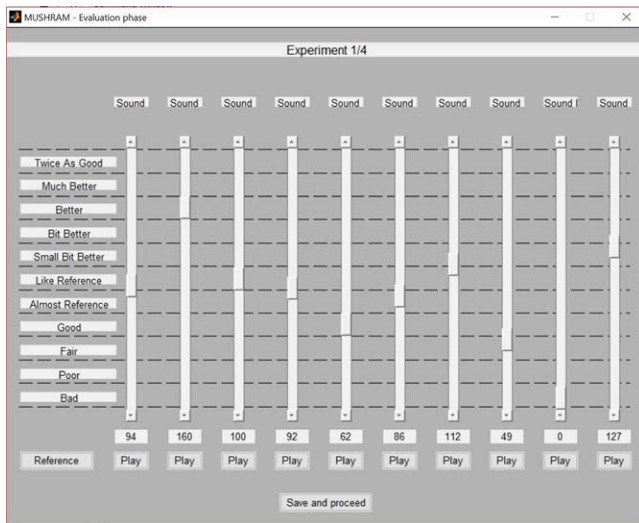 MUSHRAM - Evaluation phase
Experiment 1/4
Sound Sound Sound Sound Sound Sound Sound Sound Sound I Sound
Twice As Good
Much Better
Better
Bit Better
Small Bit Better
Like Reference
Almost Reference
Good
Fair
Poor
Bad
94 160 100 92 62 86 112 49 0 127
Reference Play Play Play Play Play Play Play Play Play Play
Save and proceed